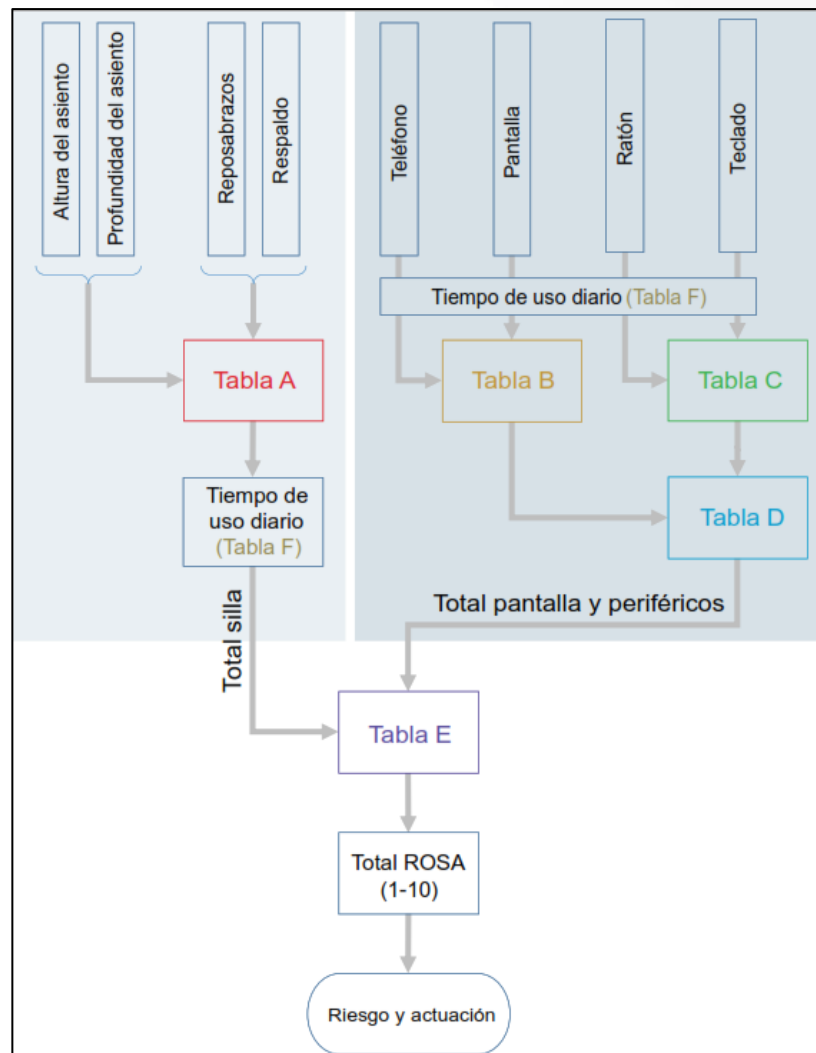 Altura del asiento
Profundidad del asiento
Reposabrazos
Respaldo
Teléfono
Pantalla
Ratón
Teclado
Tiempo de uso diario (Tabla F)
Tabla A
Tabla B
Tabla C
Tiempo de
uso diario
(Tabla F)
Tabla D
Total silla
Total pantalla y periféricos
Tabla E
Total ROSA
(1-10)
Riesgo y actuación